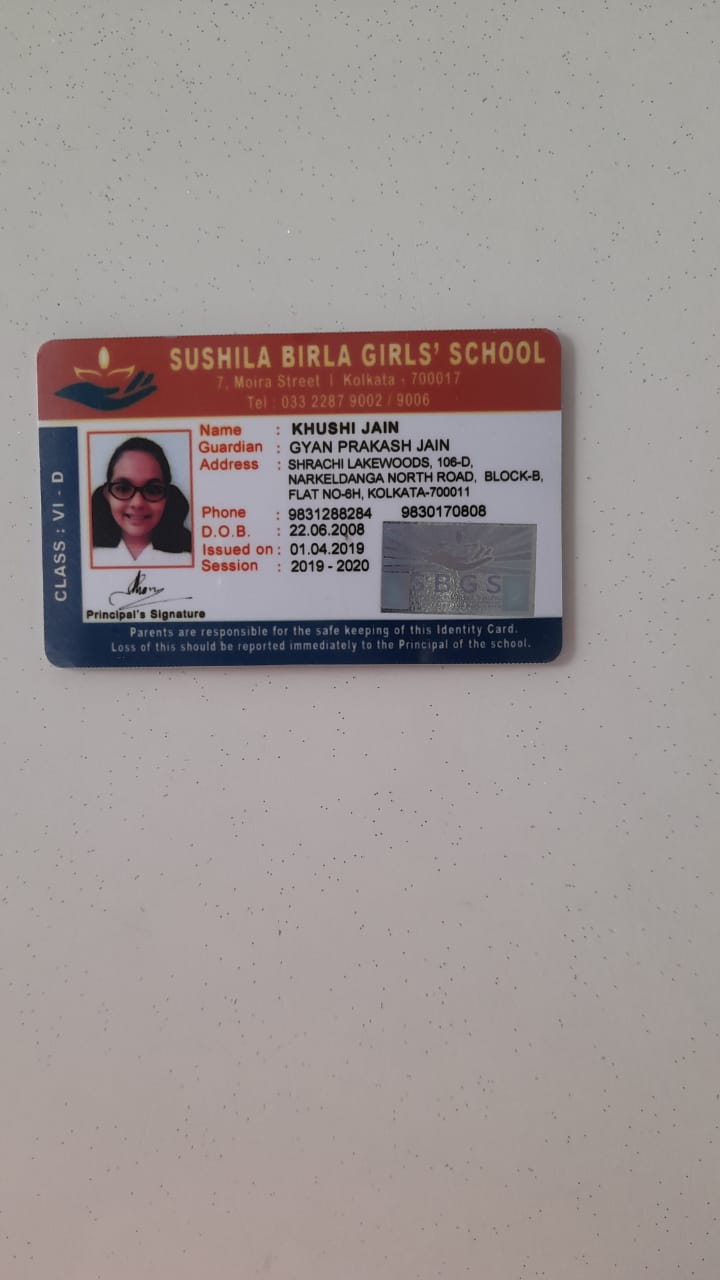 SUSHILA BIRLA GIRLS' SCHOOL
7, Moira Street | Kolkata - 700017
Tel : 033 2287 9002 / 9006
CLASS : VI - D
Name : KHUSHI JAIN
Guardian : GYAN PRAKASH JAIN
Address : SHRACHI LAKEWOODS, 106-D,
NARKELDANGA NORTH ROAD, BLOCK-B,
FLAT NO-6H, KOLKATA-700011
Phone : 9831288284 9830170808
D.O.B. : 22.06.2008
Issued on : 01.04.2019
Session : 2019 - 2020
SBGS
Principal's Signature
Parents are responsible for the safe keeping of this Identity Card.
Loss of this should be reported immediately to the Principal of the school.